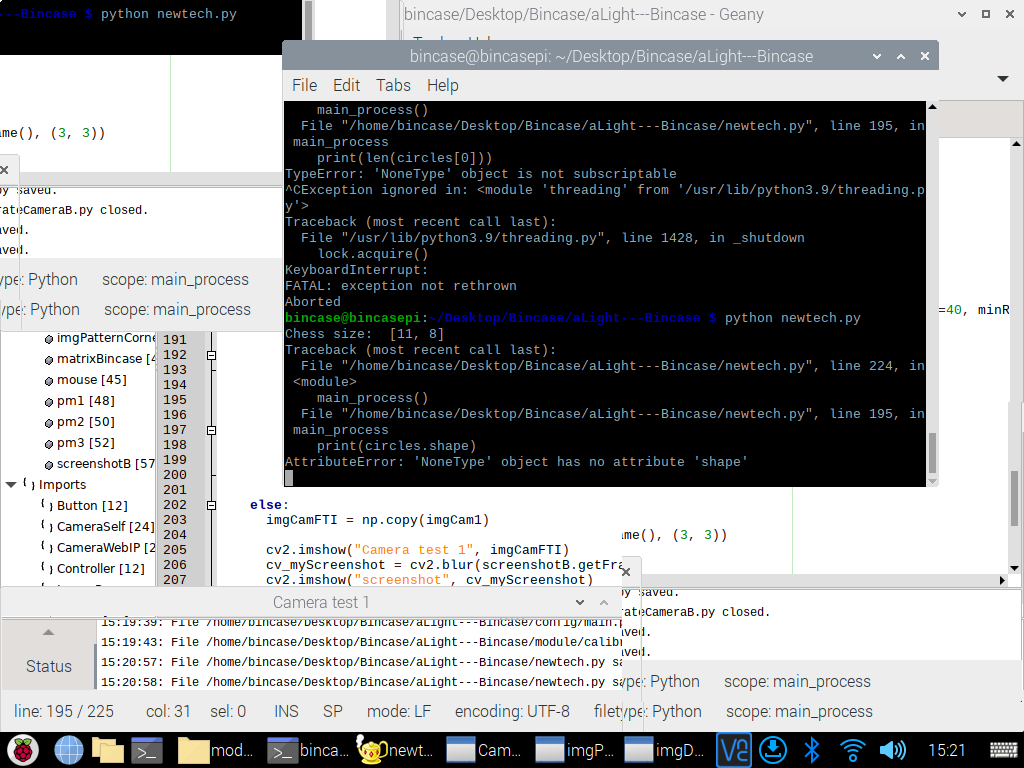 ---Bincase $ python newtech.py
bincase/Desktop/Bincase/aLight---Bincase - Geany
bincase@bincasepi: ~/Desktop/Bincase/aLight---Bincase
File Edit Tabs Help
main_process()
File "/home/bincase/Desktop/Bincase/aLight---Bincase/newtech.py", line 195, in
main_process
print(len(circles[0]))
TypeError: 'NoneType' object is not subscriptable
^CException ignored in: <module 'threading' from '/usr/lib/python3.9/threading.p
y'>
Traceback (most recent call last):
File "/usr/lib/python3.9/threading.py", line 1428, in _shutdown
lock.acquire()
KeyboardInterrupt:
FATAL: exception not rethrown
Aborted
bincase@bincasepi:~/Desktop/Bincase/aLight---Bincase $ python newtech.py
Chess size:  [11, 8]
Traceback (most recent call last):
File "/home/bincase/Desktop/Bincase/aLight---Bincase/newtech.py", line 224, in
<module>
main_process()
File "/home/bincase/Desktop/Bincase/aLight---Bincase/newtech.py", line 195, in
main_process
print(circles.shape)
AttributeError: 'NoneType' object has no attribute 'shape'
ame(), (3, 3))
py saved.
rateCameraB.py closed.
aved.
aved.
ype: Python scope: main_process
ype: Python scope: main_process
=40, minR
imgPatternCorne
matrixBincase [4
mouse [45]
pm1 [48]
pm2 [50]
pm3 [52]
screenshotB [57
Imports
Button [12]
CameraSelf [24]
CameraWebIP [2
Controller [12]
191
192
193
194
195
196
197
198
199
200
201
202 else:
203 imgCamFTI = np.copy(imgCam1)
204
205 cv2.imshow("Camera test 1", imgCamFTI)
206 cv_myScreenshot = cv2.blur(screenshotB.getFra
207 cv2.imshow("screenshot", cv_myScreenshot)
ame(), (3, 3))
Camera test 1
py saved.
rateCameraB.py closed.
aved.
aved.
Status
15:19:39: File /home/bincase/Desktop/Bincase/aLight---Bincase/config/main.p
15:19:43: File /home/bincase/Desktop/Bincase/aLight---Bincase/module/calibr
15:20:57: File /home/bincase/Desktop/Bincase/aLight---Bincase/newtech.py sa
15:20:58: File /home/bincase/Desktop/Bincase/aLight---Bincase/newtech.py sa
ype: Python scope: main_process
line: 195 / 225 col: 31 sel: 0 INS SP mode: LF encoding: UTF-8 filetype: Python scope: main_process
mod... binca... newt... Cam... imgP... imgD... 15:21